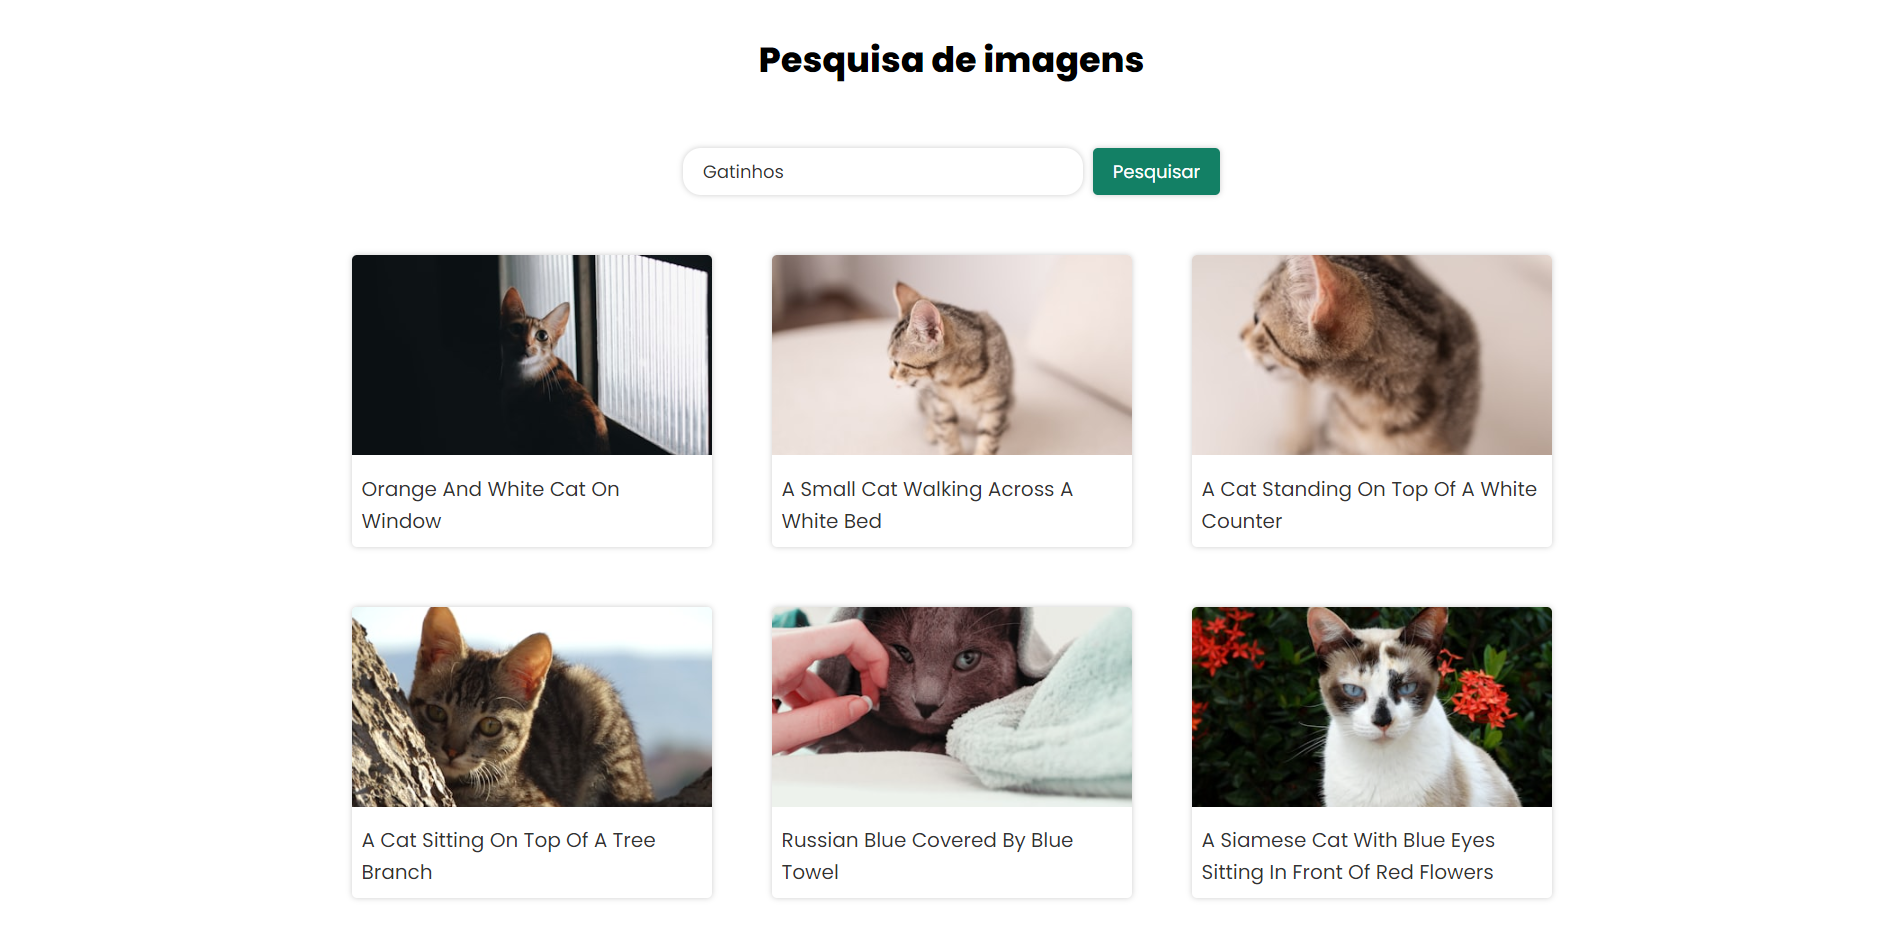 Pesquisa de imagens
Gatinhos
Pesquisar
Orange And White Cat On
Window
A Small Cat Walking Across A
White Bed
A Cat Standing On Top Of A White
Counter
A Cat Sitting On Top Of A Tree
Branch
Russian Blue Covered By Blue
Towel
A Siamese Cat With Blue Eyes
Sitting In Front Of Red Flowers